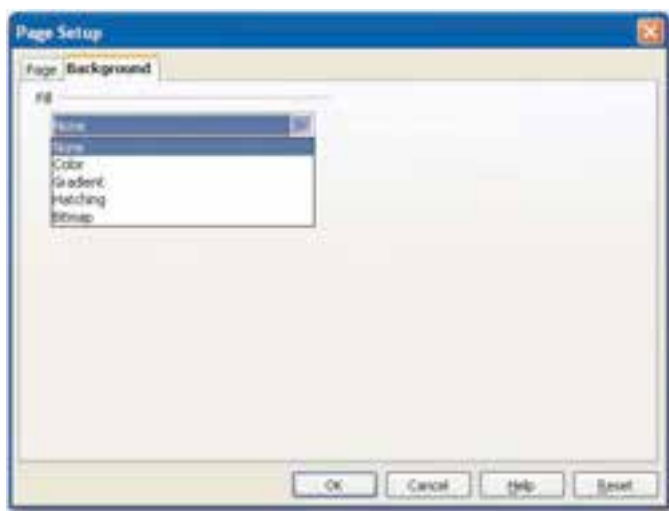 Page Setup
Page Background
Fill
None
None
Color
Gradient
Hatching
Bitmap
OK Cancel Help Reset